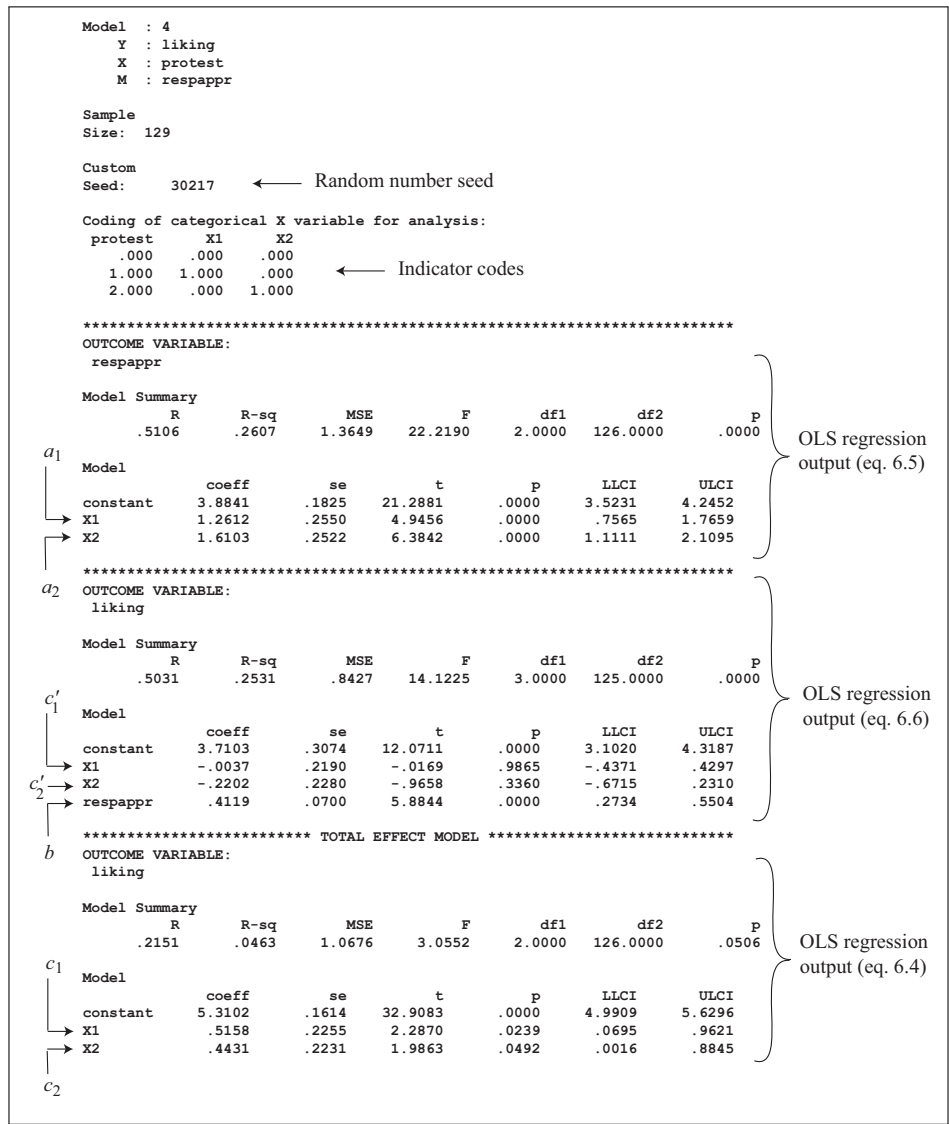 Model : 4
Y : liking
X : protest
M : respappr
Sample
Size: 129
Custom
Seed: 30217 Random number seed
Coding of categorical X variable for analysis:
protest X1 X2
.000 .000 .000
1.000 1.000 .000 Indicator codes
2.000 .000 1.000
**************************************************************************
OUTCOME VARIABLE:
respappr
Model Summary
R R-sq MSE F df1 df2 p
.5106 .2607 1.3649 22.2190 2.0000 126.0000 .0000
OLS regression
output (eq. 6.5)
a1
Model
coeff se t p LLCI ULCI
constant 3.8841 .1825 21.2881 .0000 3.5231 4.2452
X1 1.2612 .2550 4.9456 .0000 .7565 1.7659
X2 1.6103 .2522 6.3842 .0000 1.1111 2.1095
a2
**************************************************************************
OUTCOME VARIABLE:
liking
Model Summary
R R-sq MSE F df1 df2 p
.5031 .2531 .8427 14.1225 3.0000 125.0000 .0000
OLS regression
output (eq. 6.6)
c′1
Model
coeff se t p LLCI ULCI
constant 3.7103 .3074 12.0711 .0000 3.1020 4.3187
X1 -.0037 .2190 -.0169 .9865 -.4371 .4297
c′2 X2 -.2202 .2280 -.9658 .3360 -.6715 .2310
respappr .4119 .0700 5.8844 .0000 .2734 .5504
b
************************** TOTAL EFFECT MODEL ****************************
OUTCOME VARIABLE:
liking
Model Summary
R R-sq MSE F df1 df2 p
.2151 .0463 1.0676 3.0552 2.0000 126.0000 .0506
OLS regression
output (eq. 6.4)
c1
Model
coeff se t p LLCI ULCI
constant 5.3102 .1614 32.9083 .0000 4.9909 5.6296
X1 .5158 .2255 2.2870 .0239 .0695 .9621
X2 .4431 .2231 1.9863 .0492 .0016 .8845
c2